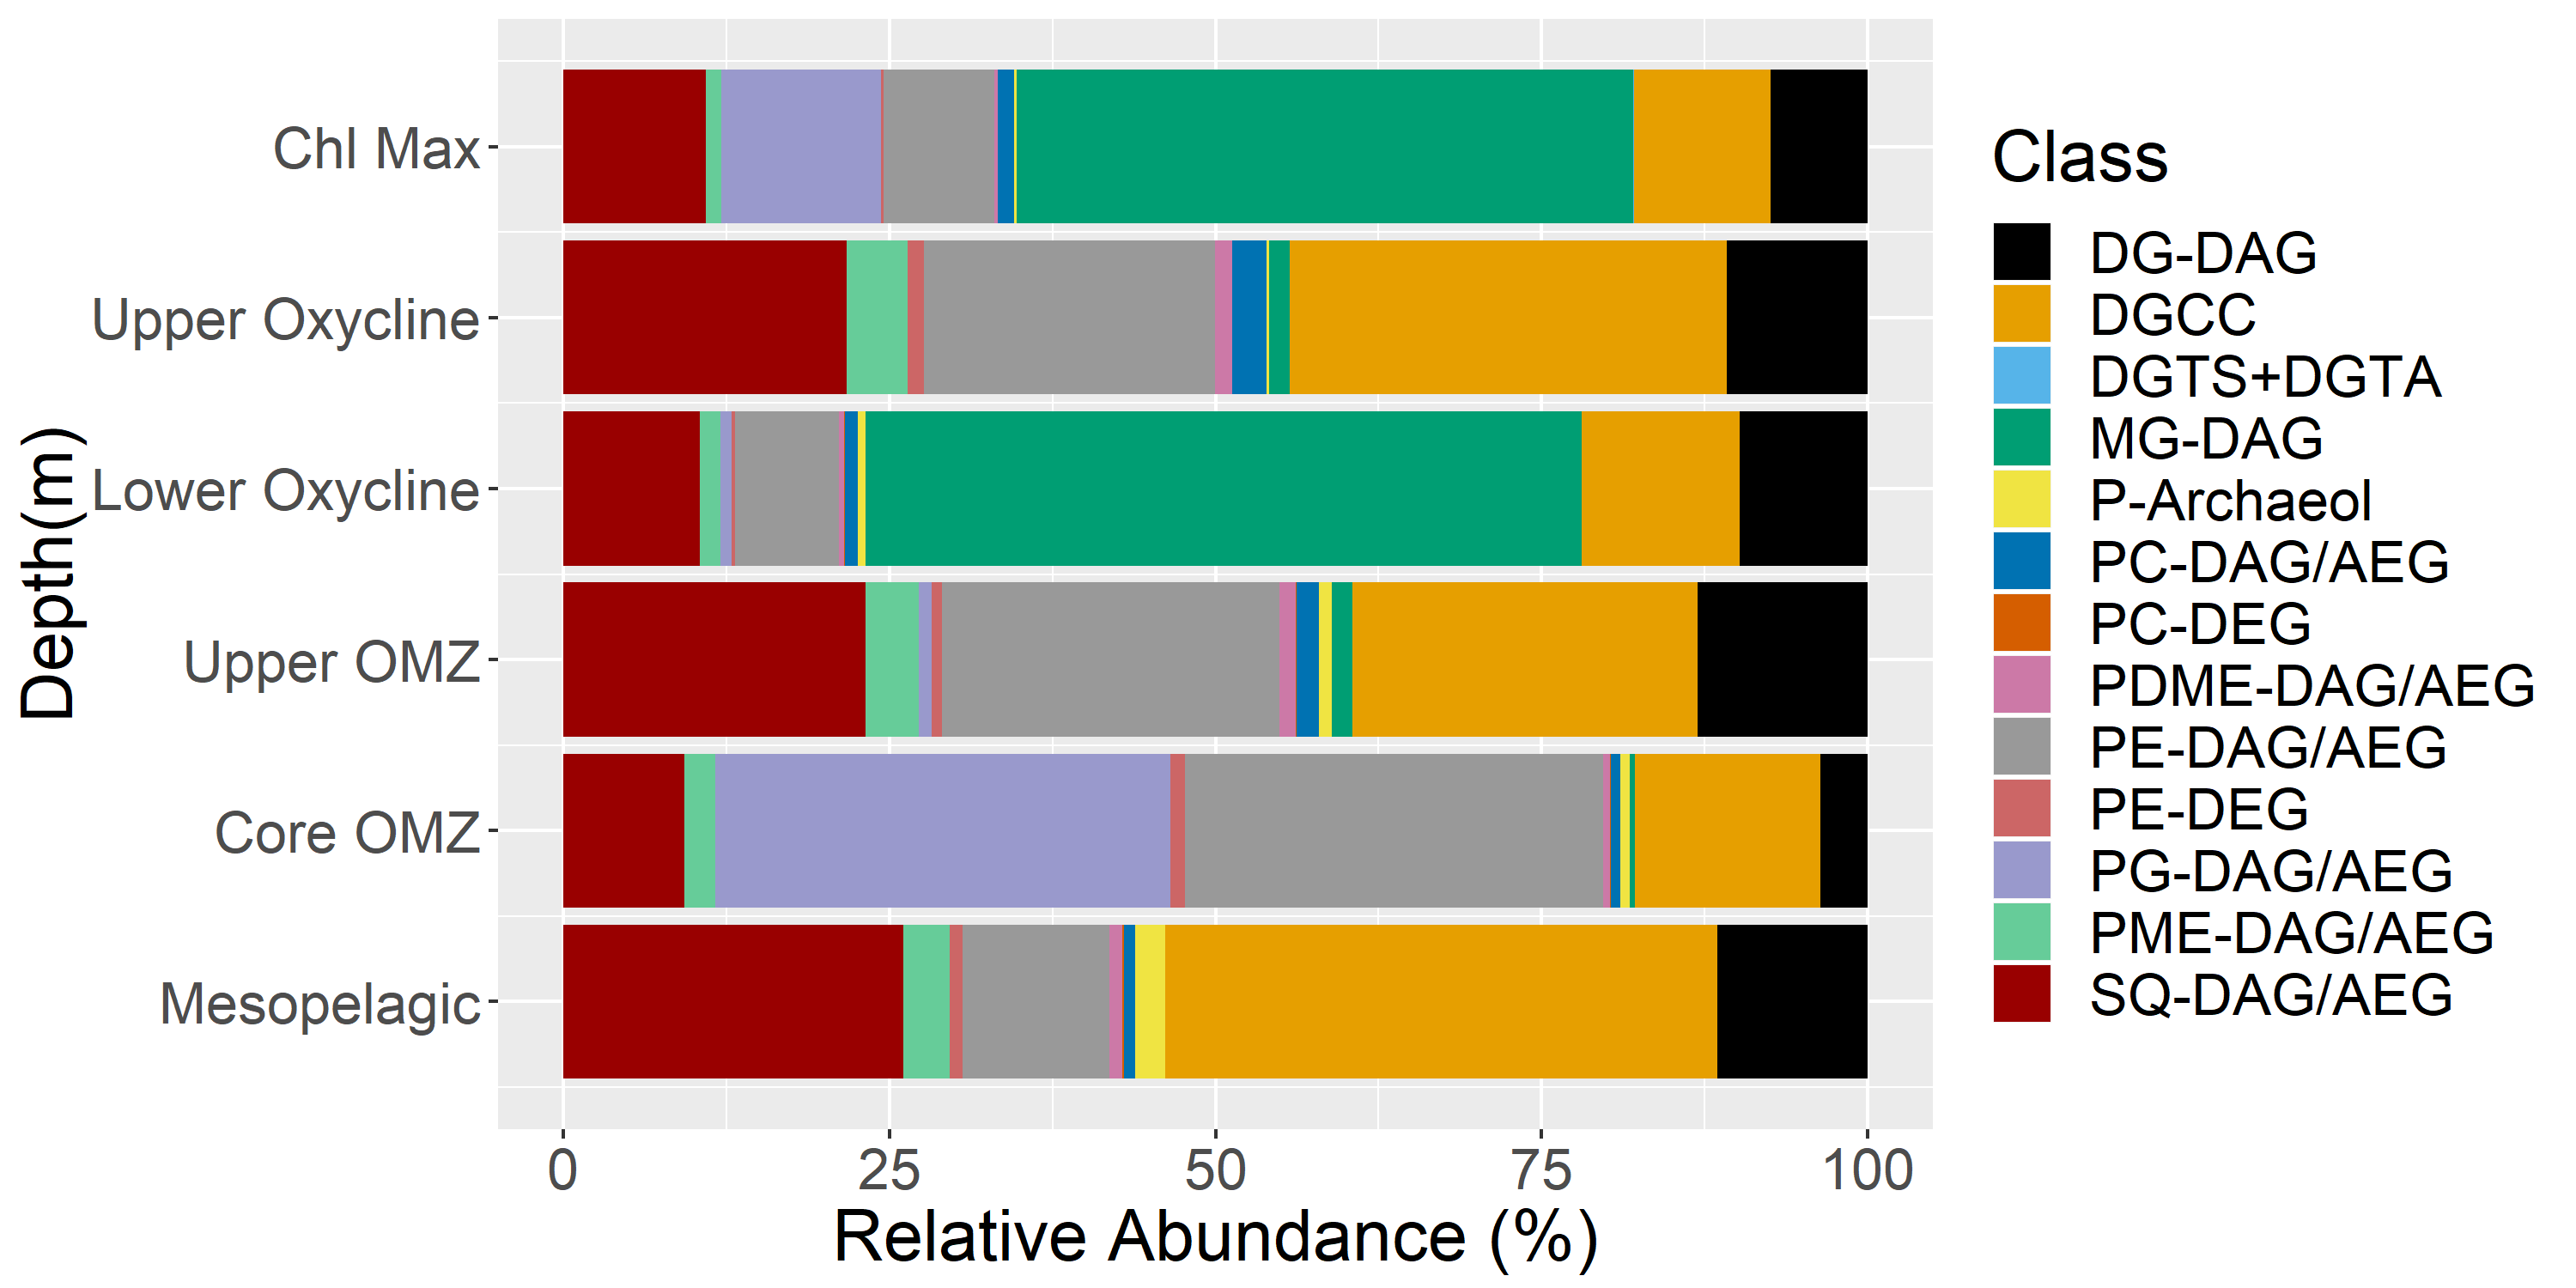 Depth(m)
Chl Max
Upper Oxycline
Lower Oxycline
Upper OMZ
Core OMZ
Mesopelagic
0 25 50 75 100
Relative Abundance (%)
Class
DG-DAG
DGCC
DGTS+DGTA
MG-DAG
P-Archaeol
PC-DAG/AEG
PC-DEG
PDME-DAG/AEG
PE-DAG/AEG
PE-DEG
PG-DAG/AEG
PME-DAG/AEG
SQ-DAG/AEG